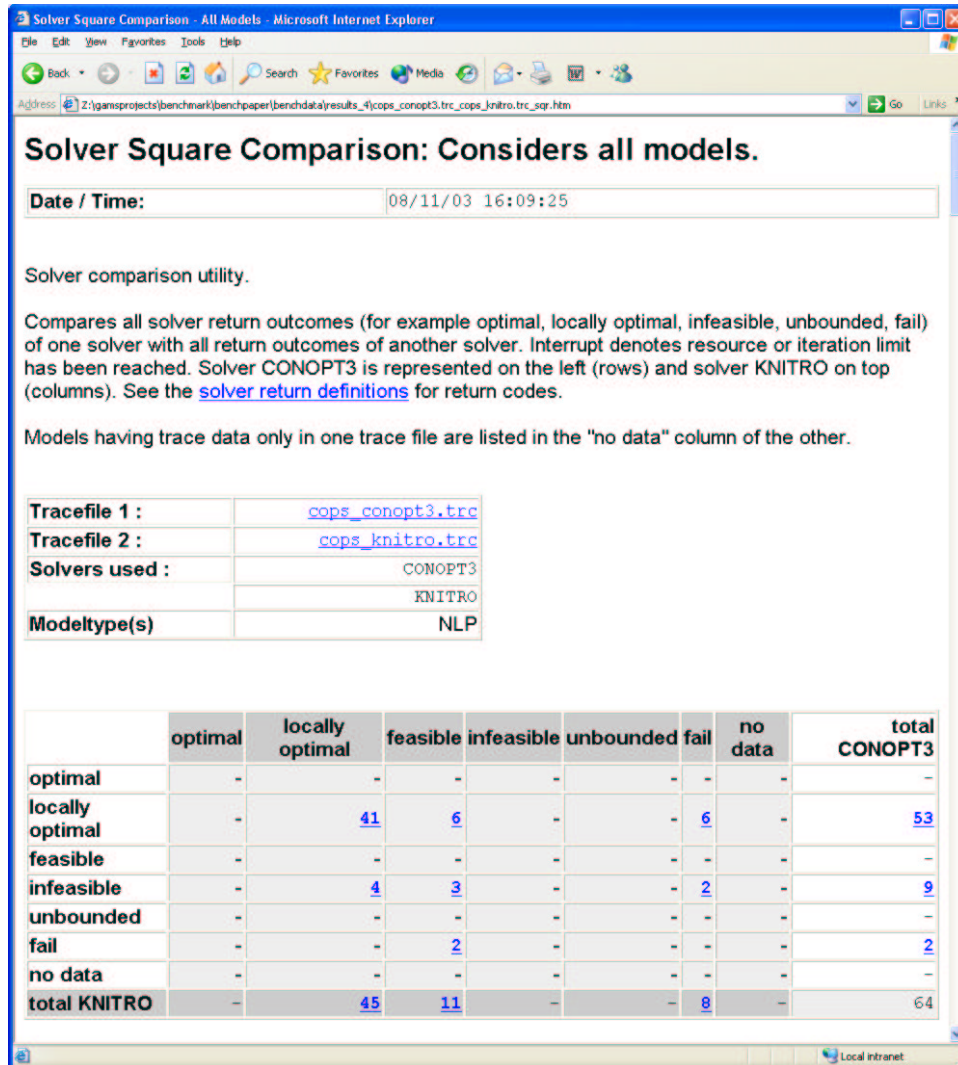 Solver Square Comparison - All Models - Microsoft Internet Explorer
File Edit View Favorites Tools Help
Back Search Favorites Media
Address Z:\gamsprojects\benchmark\benchpaper\benchdata\results_4\cops_conopt3.trc_cops_knitro.trc_sqr.htm Go Links
Solver Square Comparison: Considers all models.
Date / Time: 08/11/03 16:09:25
Solver comparison utility.
Compares all solver return outcomes (for example optimal, locally optimal, infeasible, unbounded, fail)
of one solver with all return outcomes of another solver. Interrupt denotes resource or iteration limit
has been reached. Solver CONOPT3 is represented on the left (rows) and solver KNITRO on top
(columns). See the solver return definitions for return codes.
Models having trace data only in one trace file are listed in the "no data" column of the other.
Tracefile 1 : cops_conopt3.trc
Tracefile 2 : cops_knitro.trc
Solvers used : CONOPT3
KNITRO
Modeltype(s) NLP
optimal locally optimal feasible infeasible unbounded fail no data total CONOPT3
optimal - - - - - - - -
locally optimal - 41 6 - - 6 - 53
feasible - - - - - - - -
infeasible - 4 3 - - 2 - 9
unbounded - - - - - - - -
fail - - 2 - - - - 2
no data - - - - - - - -
total KNITRO - 45 11 - - 8 - 64
Local intranet